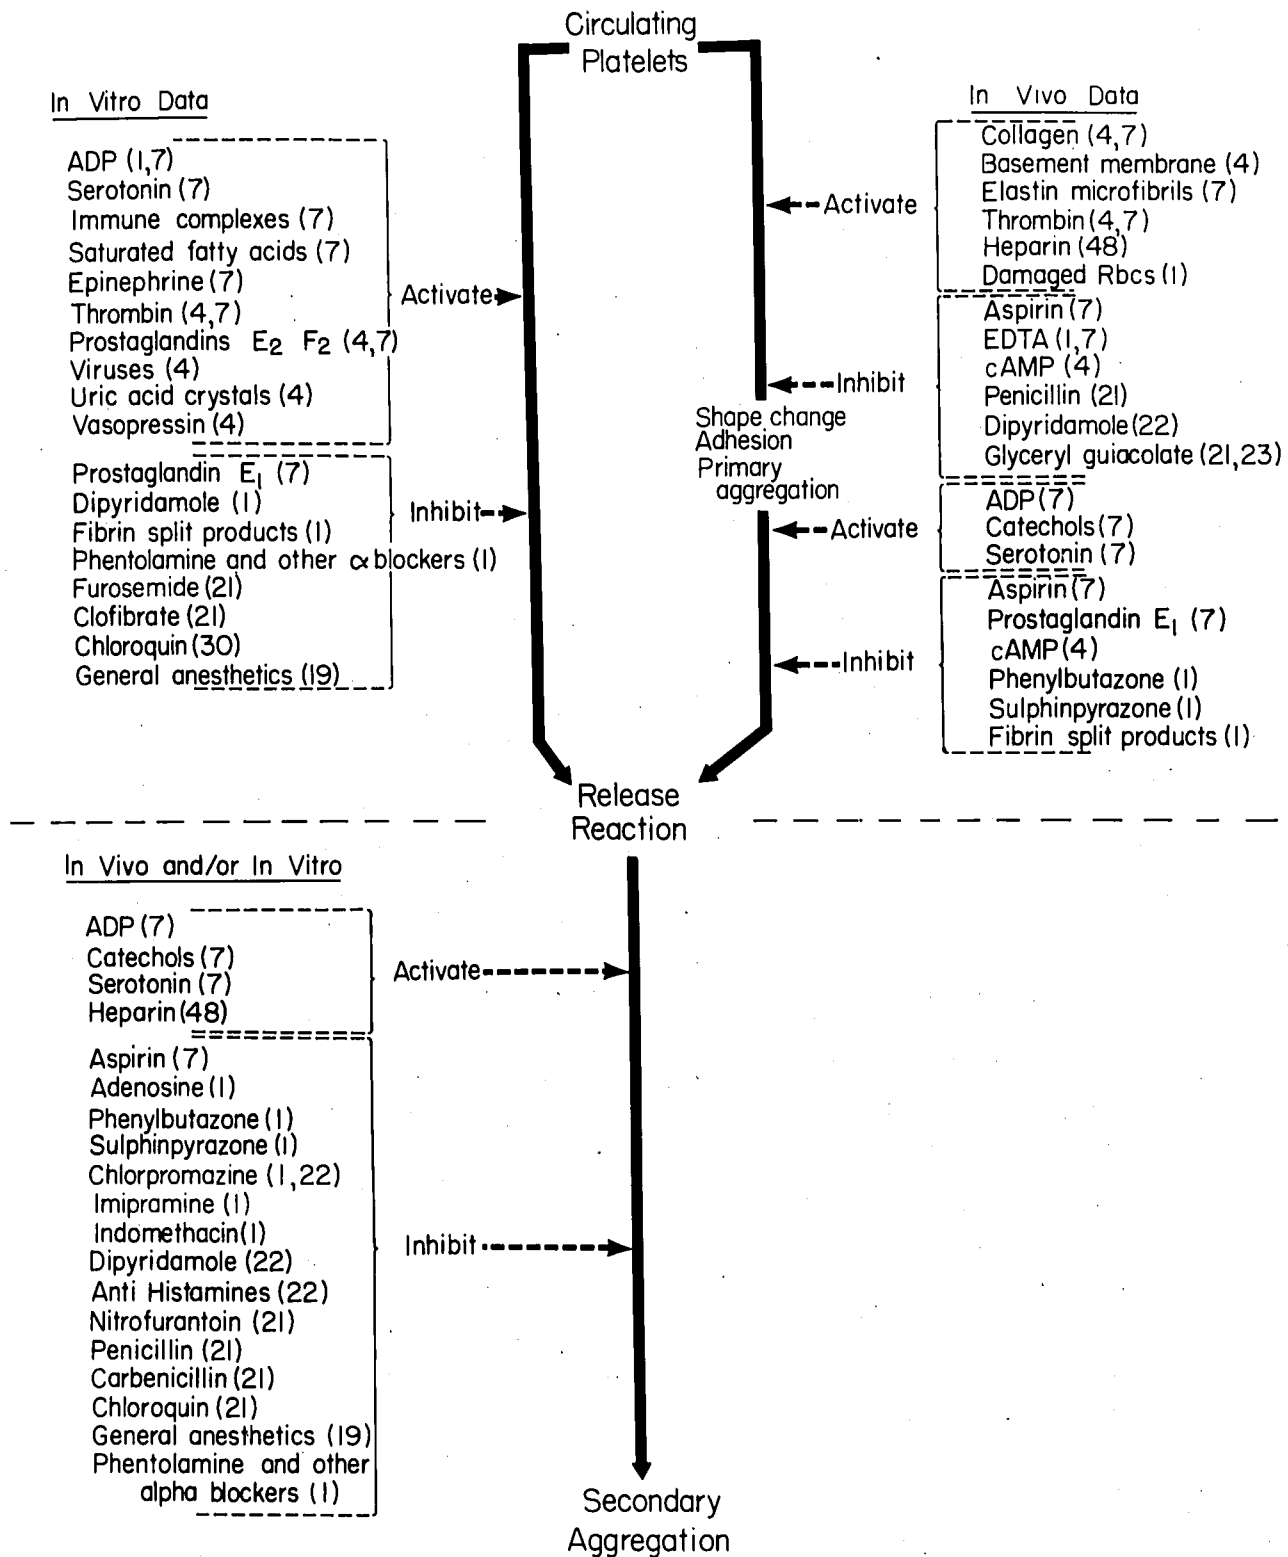 Circulating
Platelets
In Vitro Data
ADP (1,7)
Serotonin (7)
Immune complexes (7)
Saturated fatty acids (7)
Epinephrine (7)
Thrombin (4,7)
Prostaglandins E2 F2 (4,7)
Viruses (4)
Uric acid crystals (4)
Vasopressin (4)
Activate
Prostaglandin E1 (7)
Dipyridamole (1)
Fibrin split products (1)
Phentolamine and other α blockers (1)
Furosemide (21)
Clofibrate (21)
Chloroquin (30)
General anesthetics (19)
Inhibit
In Vivo Data
Collagen (4,7)
Basement membrane (4)
Elastin microfibrils (7)
Thrombin (4,7)
Heparin (48)
Damaged Rbcs (1)
Activate
Aspirin (7)
EDTA (1,7)
cAMP (4)
Penicillin (21)
Dipyridamole (22)
Glyceryl guiacolate (21,23)
Inhibit
Shape change
Adhesion
Primary
aggregation
ADP (7)
Catechols (7)
Serotonin (7)
Activate
Aspirin (7)
Prostaglandin E1 (7)
cAMP (4)
Phenylbutazone (1)
Sulphinpyrazone (1)
Fibrin split products (1)
Inhibit
Release
Reaction
In Vivo and/or In Vitro
ADP (7)
Catechols (7)
Serotonin (7)
Heparin (48)
Activate
Aspirin (7)
Adenosine (1)
Phenylbutazone (1)
Sulphinpyrazone (1)
Chlorpromazine (1,22)
Imipramine (1)
Indomethacin (1)
Dipyridamole (22)
Anti Histamines (22)
Nitrofurantoin (21)
Penicillin (21)
Carbenicillin (21)
Chloroquin (21)
General anesthetics (19)
Phentolamine and other
alpha blockers (1)
Inhibit
Secondary
Aggregation